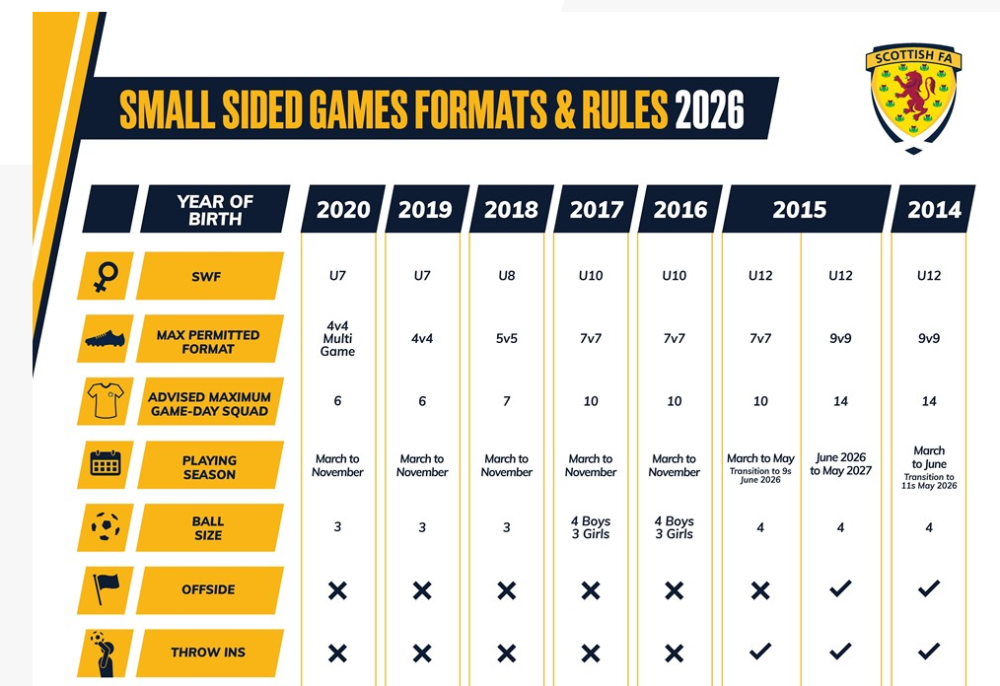 SCOTTISH FA
SMALL SIDED GAMES FORMATS & RULES 2026
YEAR OF
BIRTH
2020 2019 2018 2017 2016 2015 2014
SWF U7 U7 U8 U10 U10 U12 U12 U12
MAX PERMITTED
FORMAT
4v4
Multi
Game
4v4 5v5 7v7 7v7 7v7 9v9 9v9
ADVISED MAXIMUM
GAME-DAY SQUAD
6 6 7 10 10 10 14 14
PLAYING
SEASON
March to
November
March to
November
March to
November
March to
November
March to
November
March to May
Transition to 9s
June 2026
June 2026
to May 2027
March
to June
Transition to
11s May 2026
BALL
SIZE
3 3 3
4 Boys
3 Girls
4 Boys
3 Girls
4 4 4
OFFSIDE
THROW INS